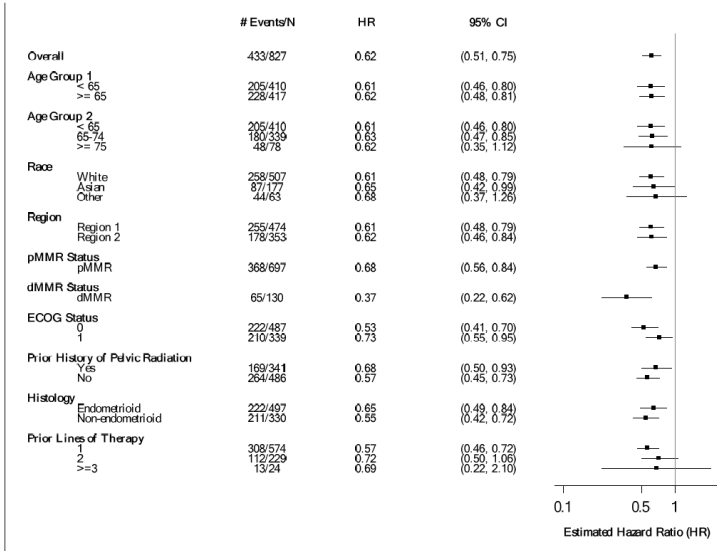 # Events/N HR 95% CI
Overall 433/827 0.62 (0.51, 0.75)
Age Group 1
< 65 205/410 0.61 (0.46, 0.80)
>= 65 228/417 0.62 (0.48, 0.81)
Age Group 2
< 65 205/410 0.61 (0.46, 0.80)
65-74 180/339 0.63 (0.47, 0.85)
>= 75 48/78 0.62 (0.35, 1.12)
Race
White 258/507 0.61 (0.48, 0.79)
Asian 87/177 0.65 (0.42, 0.99)
Other 44/63 0.68 (0.37, 1.26)
Region
Region 1 255/474 0.61 (0.48, 0.79)
Region 2 178/353 0.62 (0.46, 0.84)
pMMR Status
pMMR 368/697 0.68 (0.56, 0.84)
dMMR Status
dMMR 65/130 0.37 (0.22, 0.62)
ECOG Status
0 222/487 0.53 (0.41, 0.70)
1 210/339 0.73 (0.55, 0.95)
Prior History of Pelvic Radiation
Yes 169/341 0.68 (0.50, 0.93)
No 264/486 0.57 (0.45, 0.73)
Histology
Endometrioid 222/497 0.65 (0.49, 0.84)
Non-endometrioid 211/330 0.55 (0.42, 0.72)
Prior Lines of Therapy
1 308/574 0.57 (0.46, 0.72)
2 112/229 0.72 (0.50, 1.06)
>=3 13/24 0.69 (0.22, 2.10)
0.1 0.5 1
Estimated Hazard Ratio (HR)